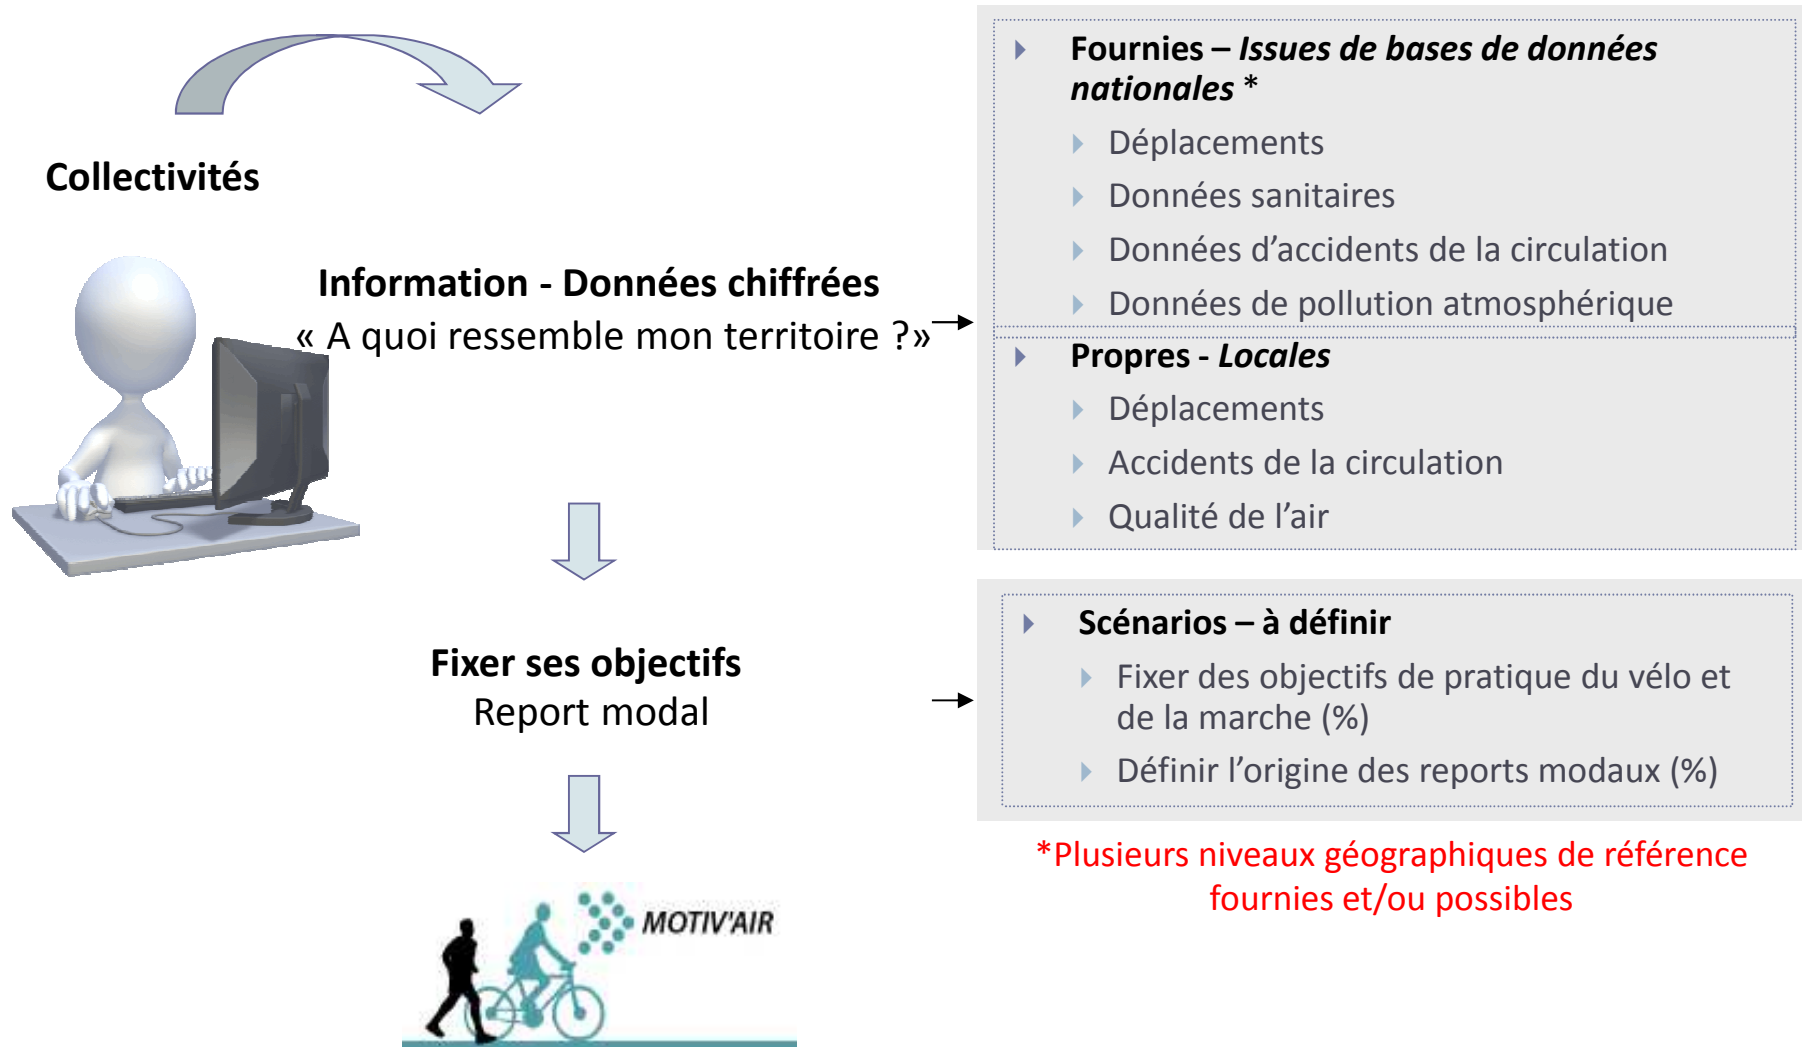 Collectivités
Information - Données chiffrées
« A quoi ressemble mon territoire ?»
Fournies – Issues de bases de données
nationales *
Déplacements
Données sanitaires
Données d’accidents de la circulation
Données de pollution atmosphérique
Propres - Locales
Déplacements
Accidents de la circulation
Qualité de l’air
Fixer ses objectifs
Report modal
Scénarios – à définir
Fixer des objectifs de pratique du vélo et
de la marche (%)
Définir l’origine des reports modaux (%)
*Plusieurs niveaux géographiques de référence
fournies et/ou possibles
MOTIV'AIR